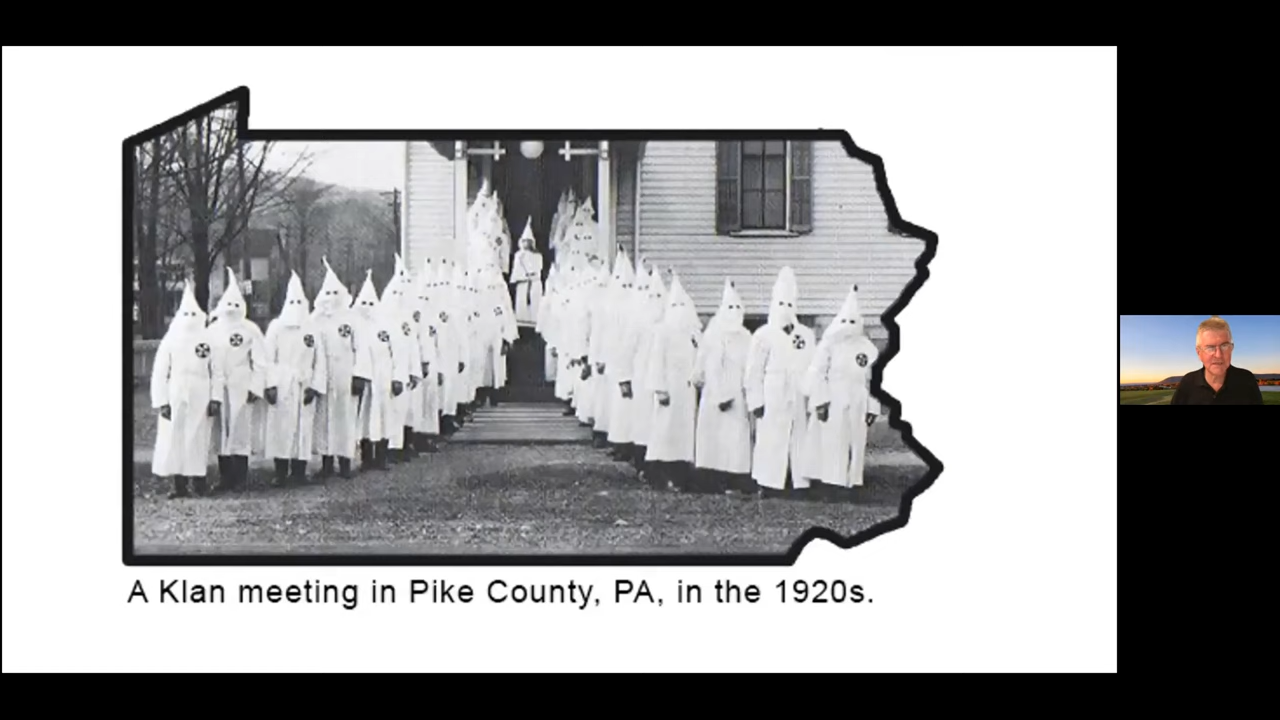 A Klan meeting in Pike County, PA, in the 1920s.